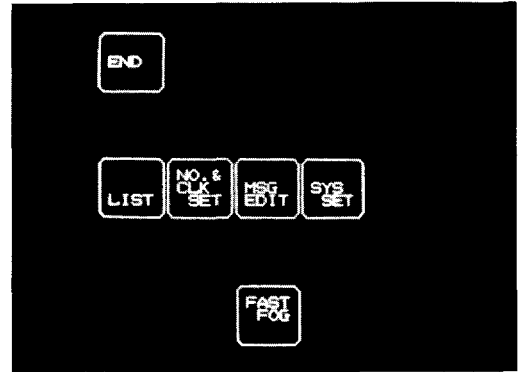 END
LIST
NO.&
CLK
SET
MSG
EDIT
SYS
SET
FAST
FOG